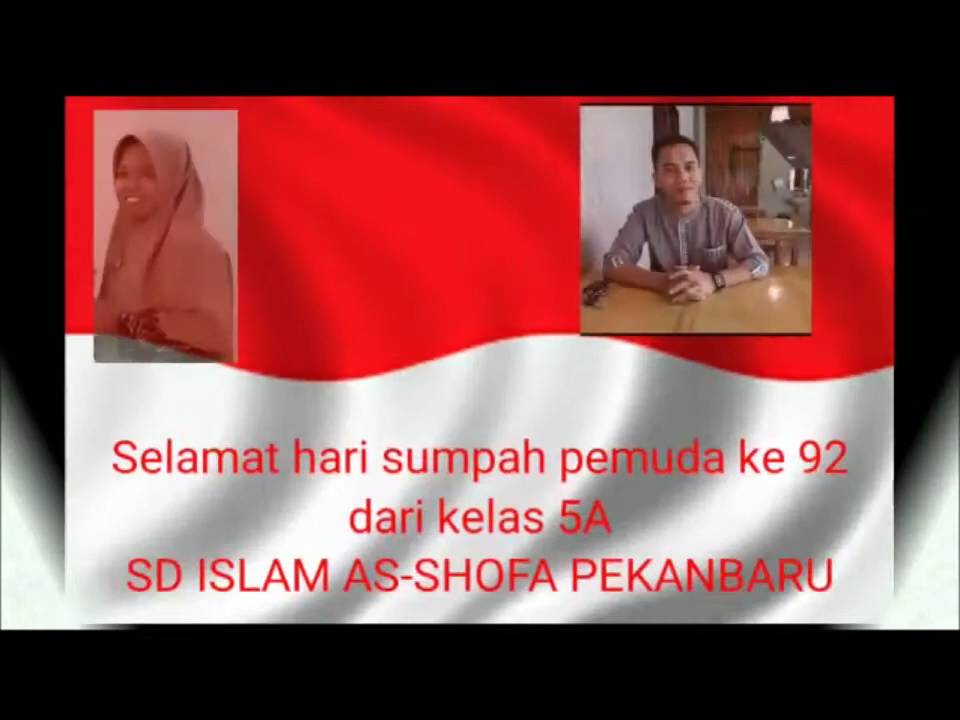 Selamat hari sumpah pemuda ke 92
dari kelas 5A
SD ISLAM AS-SHOFA PEKANBARU